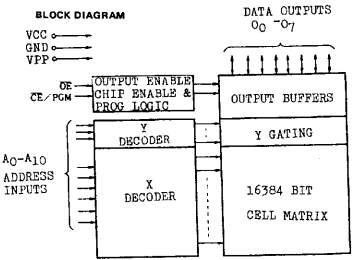 BLOCK DIAGRAM
DATA OUTPUTS
O0 -O7
VCC
GND
VPP
OE
CE/PGM
OUTPUT ENABLE
CHIP ENABLE &
PROG LOGIC
OUTPUT BUFFERS
Y
DECODER
Y GATING
A0-A10
ADDRESS
INPUTS
X
DECODER
16384 BIT
CELL MATRIX